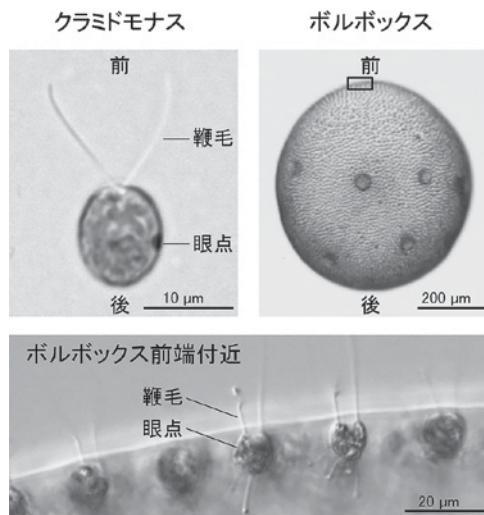 クラミドモナス
前
鞭毛
眼点
後
10 μm
ボルボックス
前
後
200 μm
ボルボックス前端付近
鞭毛
眼点
20 μm